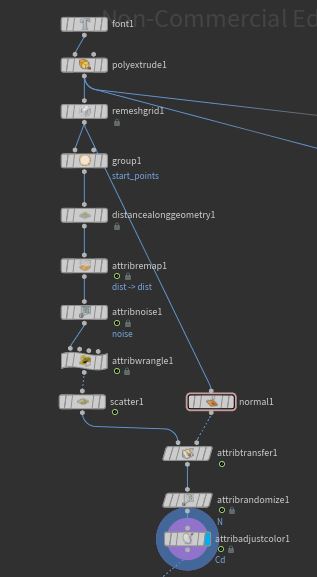 Non-Commercial Ed
font1
polyextrude1
remeshgrid1
group1
start_points
distancealonggeometry1
attribremap1
dist -> dist
attribnoise1
noise
attribwrangle1
scatter1
normal1
attribtransfer1
attribrandomize1
N
attribadjustcolor1
Cd